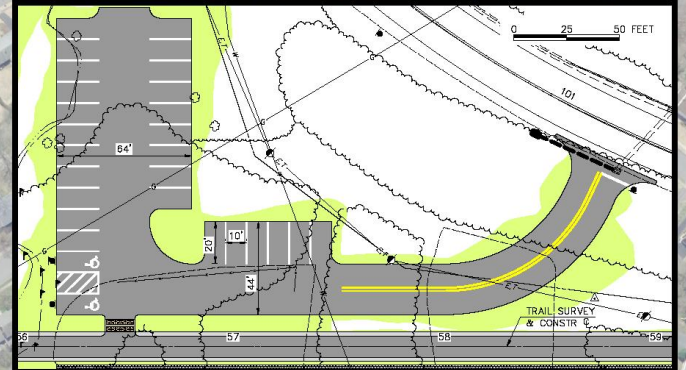 0 25 50 FEET
101
E.T.
W
G
64'
G
G
20'
10'
44'
E.T.
TRAIL SURVEY
& CONSTR ℄
56
57
58
59